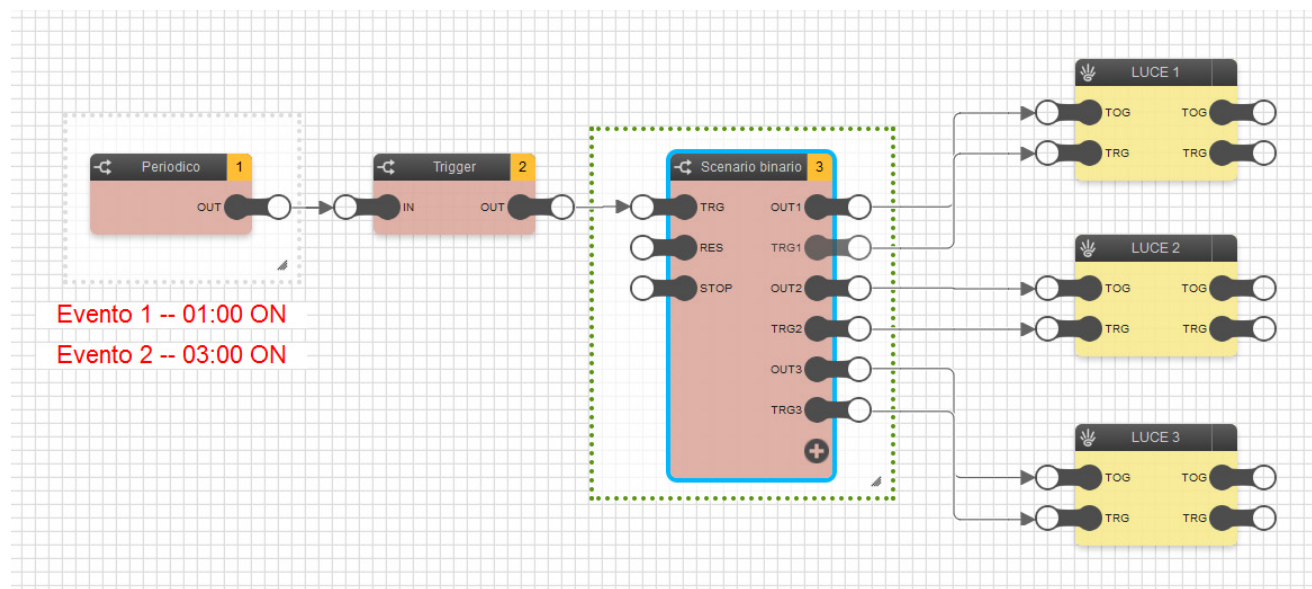 LUCE 1
TOG TOG
TRG TRG
Periodico 1
OUT
Trigger 2
IN OUT
Scenario binario 3
TRG OUT1
RES TRG1
STOP OUT2
TRG2
OUT3
TRG3
LUCE 2
TOG TOG
TRG TRG
Evento 1 -- 01:00 ON
Evento 2 -- 03:00 ON
LUCE 3
TOG TOG
TRG TRG